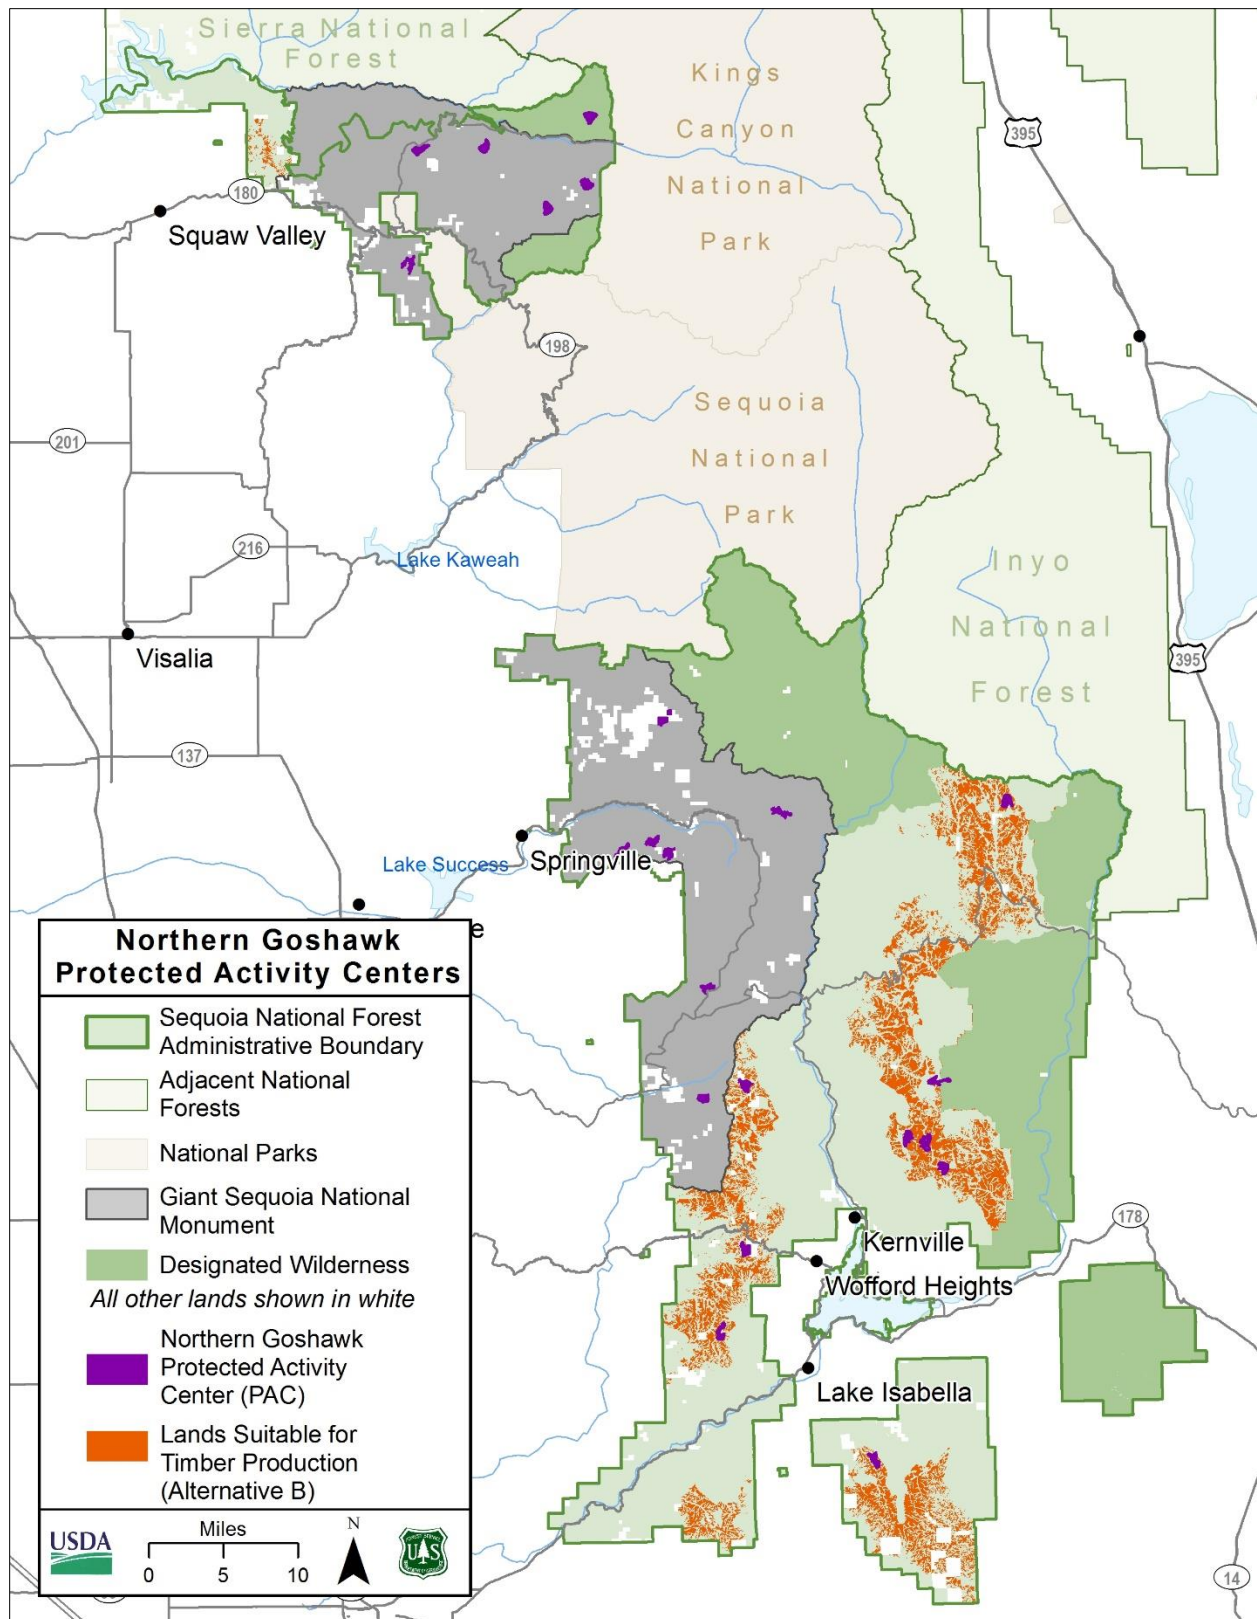 Sierra National
Forest
Kings
Canyon
National
Park
395
180
Squaw Valley
198
Sequoia
National
Park
201
216
Lake Kaweah
Inyo
National
Forest
Visalia
395
137
Springville
Lake Success
e
Northern Goshawk
Protected Activity Centers
Sequoia National Forest
Administrative Boundary
Adjacent National
Forests
National Parks
Giant Sequoia National
Monument
Designated Wilderness
All other lands shown in white
Northern Goshawk
Protected Activity
Center (PAC)
Lands Suitable for
Timber Production
(Alternative B)
USDA
Miles
0 5 10
N
FOREST SERVICE
U S
178
Kernville
Wofford Heights
Lake Isabella
14